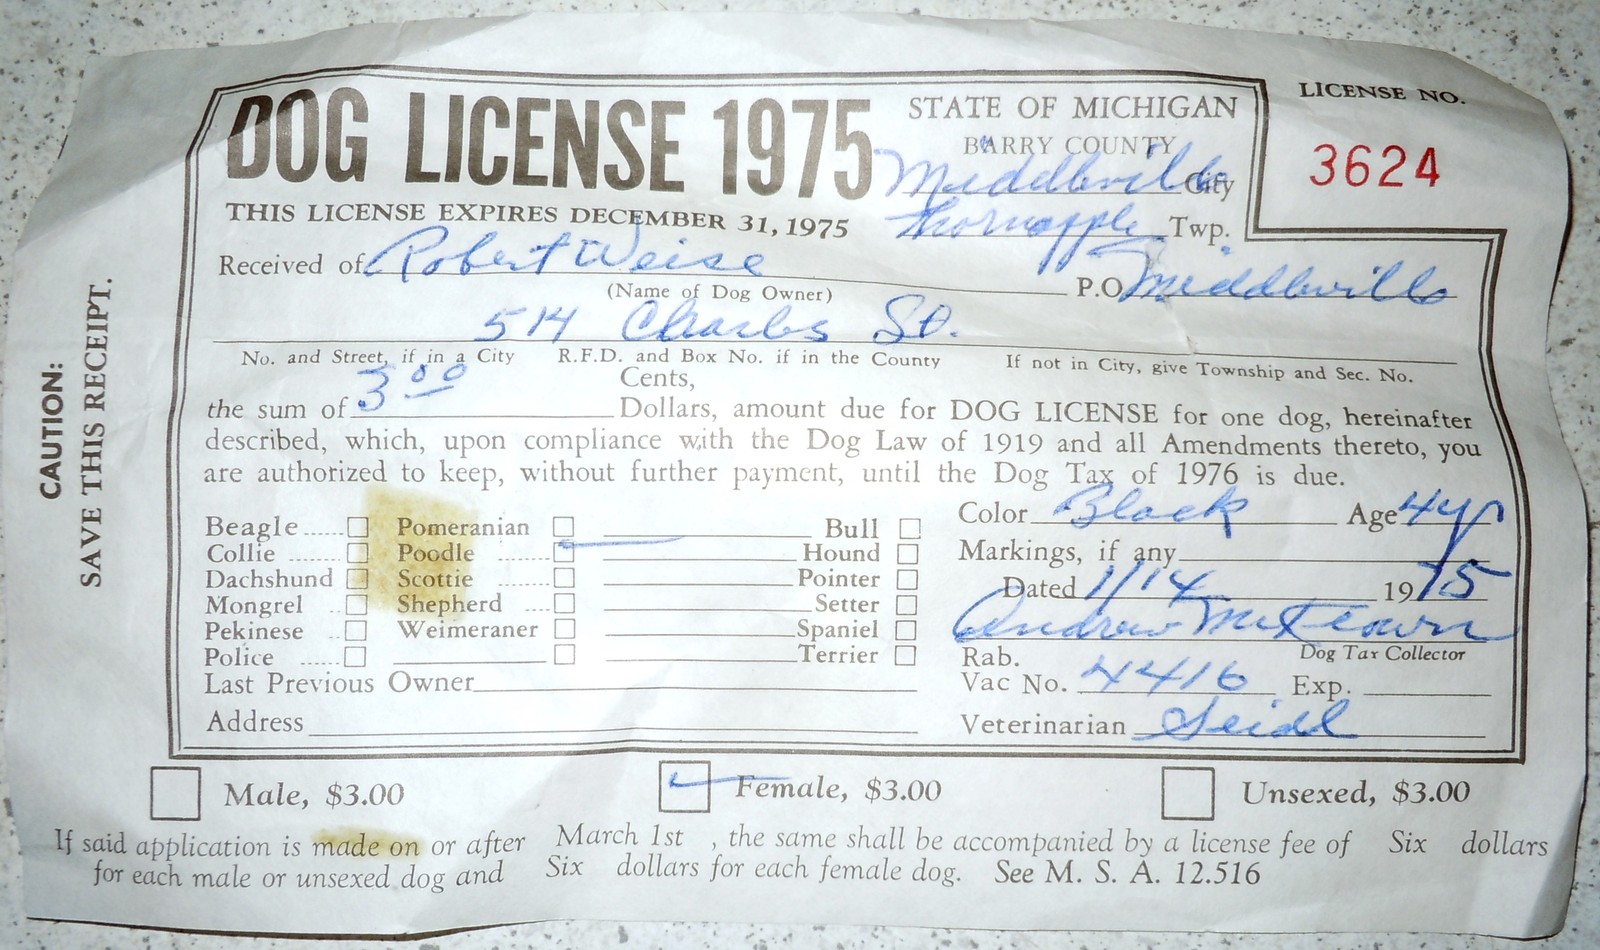 DOG LICENSE 1975
STATE OF MICHIGAN
BARRY COUNTY
Middleville City
Thornapple Twp.
LICENSE NO.
3624
THIS LICENSE EXPIRES DECEMBER 31, 1975
Received of Robert Weise P.O. Middleville
(Name of Dog Owner)
514 Charles St.
No. and Street, if in a City R.F.D. and Box No. if in the County If not in City, give Township and Sec. No.
Cents,
the sum of 3 00 Dollars, amount due for DOG LICENSE for one dog, hereinafter
described, which, upon compliance with the Dog Law of 1919 and all Amendments thereto, you
are authorized to keep, without further payment, until the Dog Tax of 1976 is due.
Beagle ...... Pomeranian Bull
Collie ...... Poodle ...... Hound
Dachshund Scottie ........ Pointer
Mongrel .. Shepherd .... Setter
Pekinese .. Weimeraner Spaniel
Police ...... Terrier
Last Previous Owner
Address
Color Black Age 4 yr
Markings, if any
Dated 1/14 1975
Andrew McKeown
Dog Tax Collector
Rab.
Vac No. 4416 Exp.
Veterinarian Seidl
Male, $3.00 Female, $3.00 Unsexed, $3.00
If said application is made on or after March 1st , the same shall be accompanied by a license fee of Six dollars
for each male or unsexed dog and Six dollars for each female dog. See M. S. A. 12.516
CAUTION:
SAVE THIS RECEIPT.